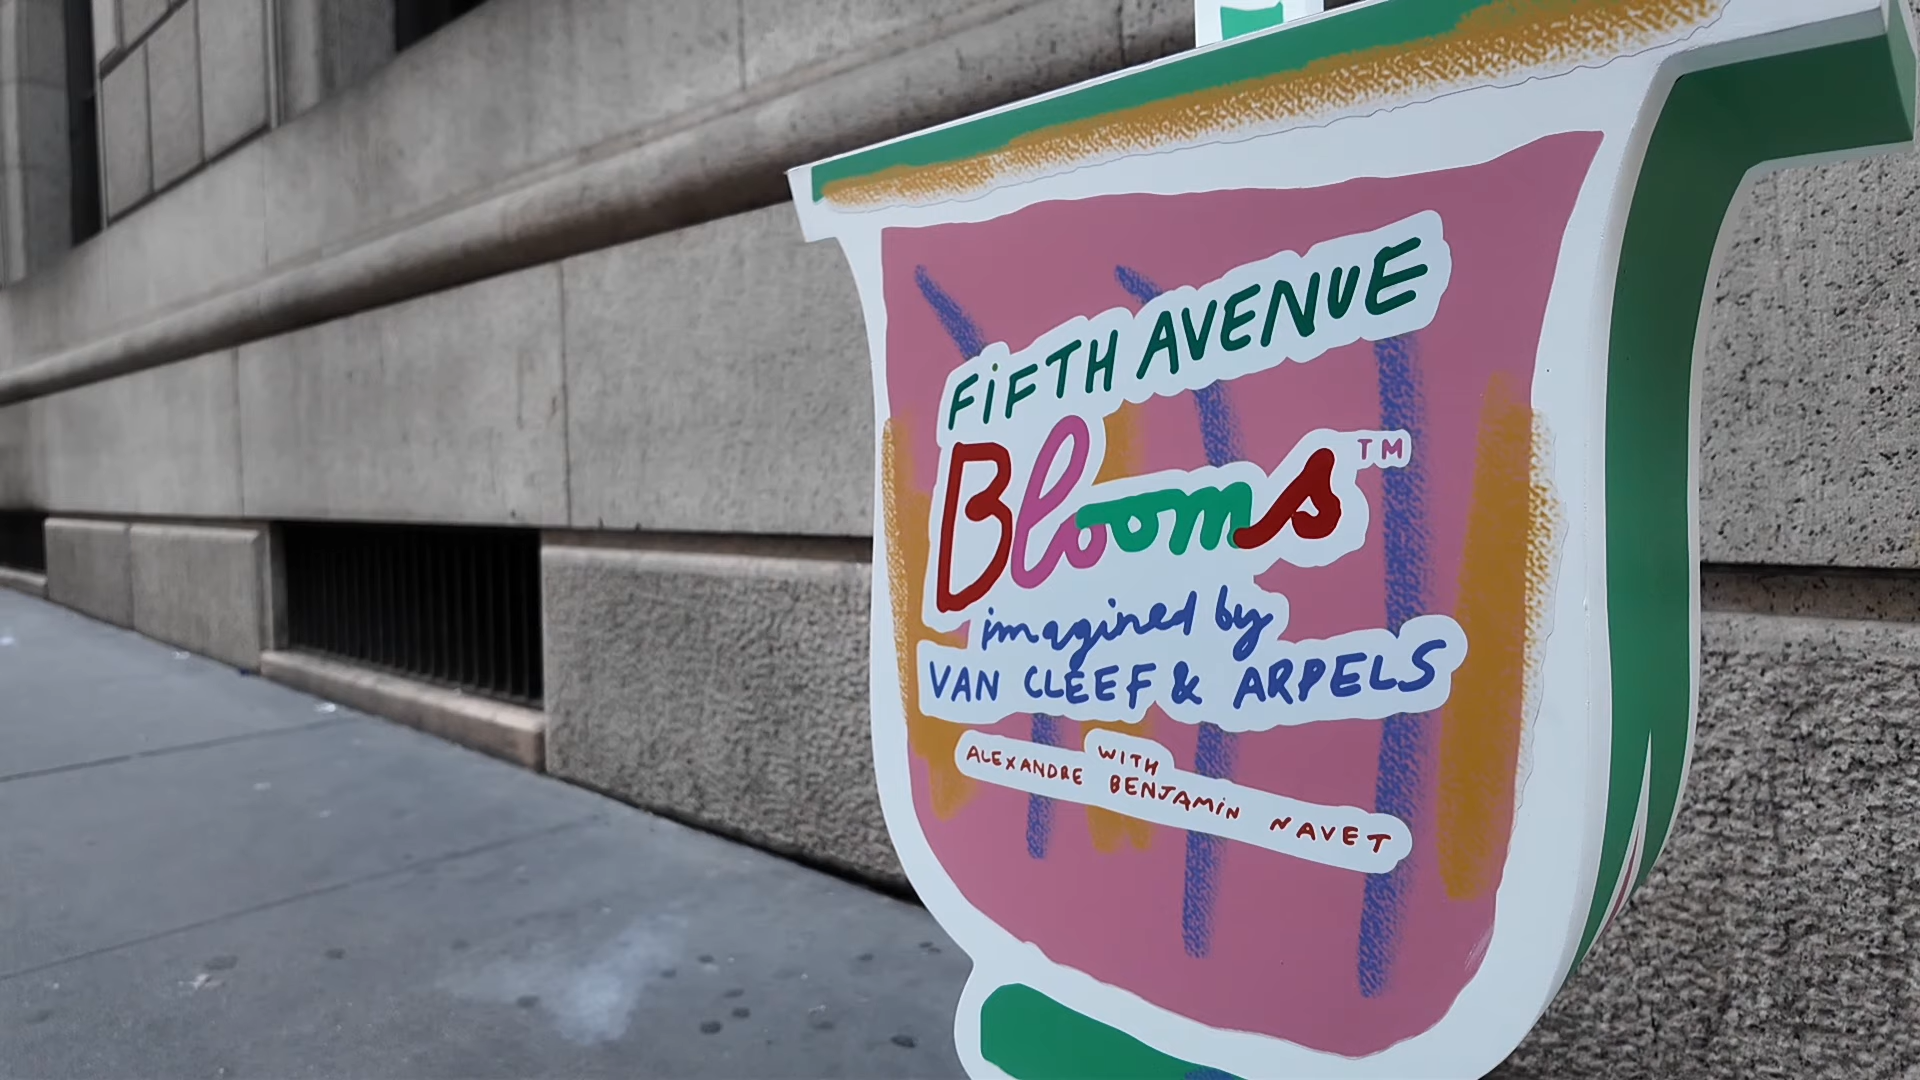 FiFTH AVENUE
Blooms™
imagined by
VAN CLEEF & ARPELS
WITH
ALEXANDRE BENJAMiN NAVET